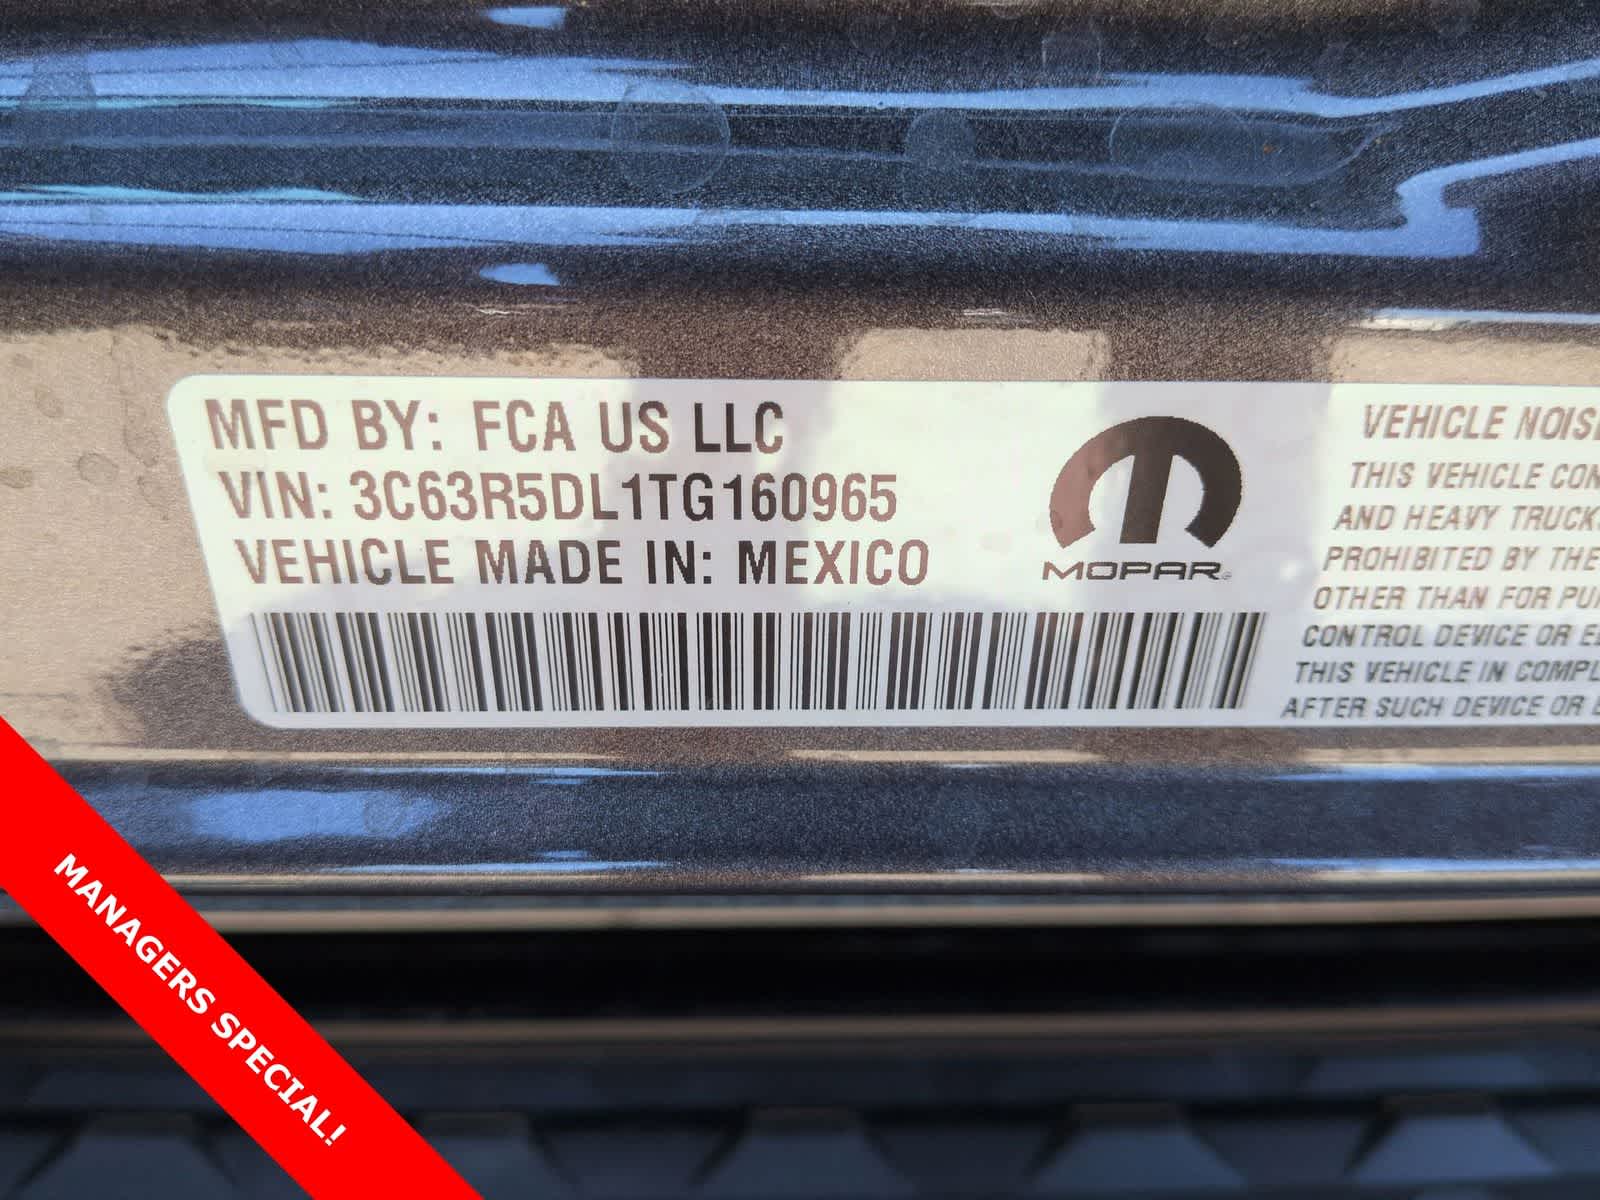 MFD BY: FCA US LLC
VIN: 3C63R5DL1TG160965
VEHICLE MADE IN: MEXICO
MOPAR
VEHICLE NOISE
THIS VEHICLE CON
AND HEAVY TRUCK
PROHIBITED BY THE
OTHER THAN FOR PU
CONTROL DEVICE OR E
THIS VEHICLE IN COMPL
AFTER SUCH DEVICE OR E
MANAGERS SPECIAL!